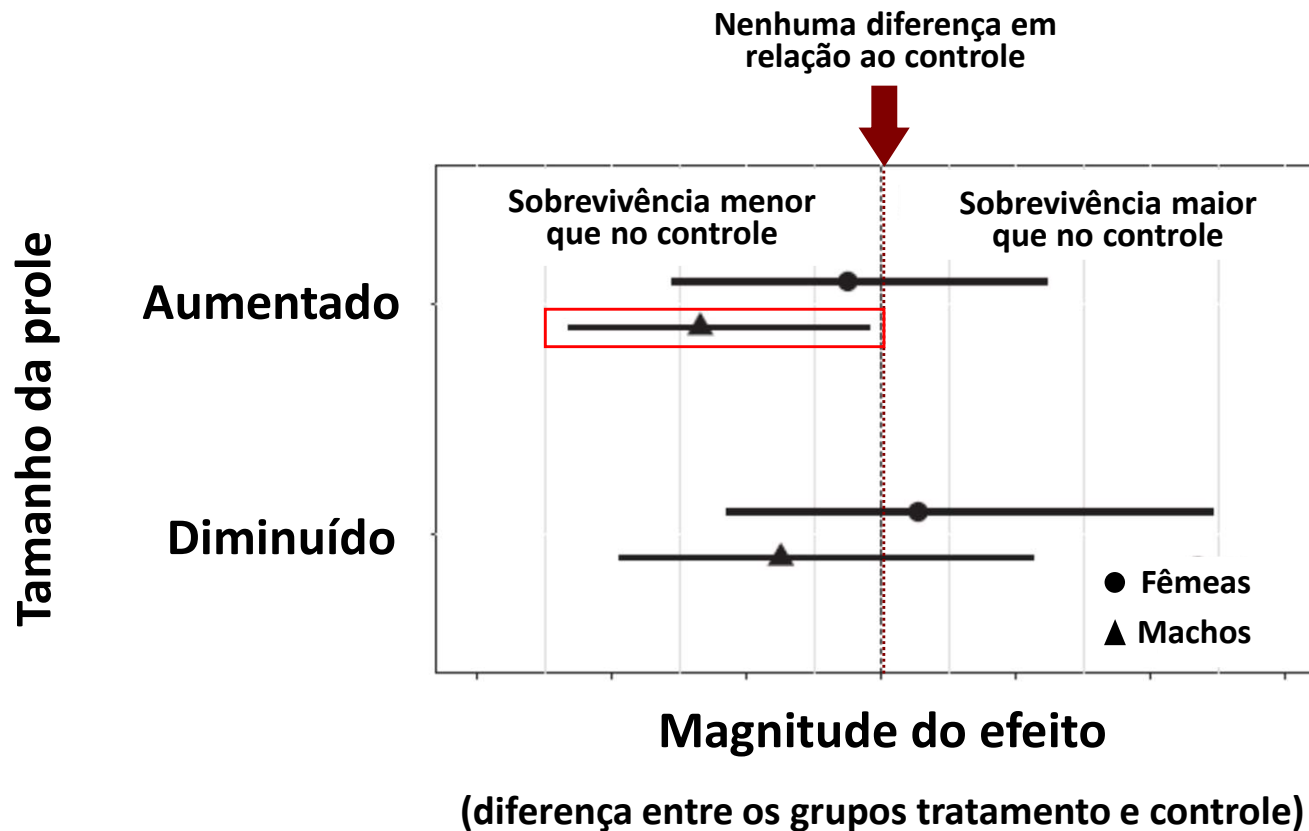 Nenhuma diferença em
relação ao controle
Sobrevivência menor
que no controle
Sobrevivência maior
que no controle
Tamanho da prole
Aumentado
Diminuído
Fêmeas
Machos
Magnitude do efeito
(diferença entre os grupos tratamento e controle)